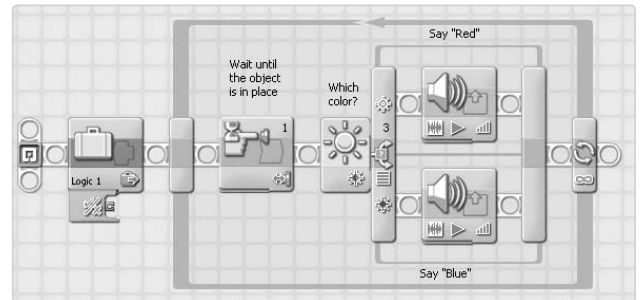 Say "Red"
Wait until
the object
is in place
Which
color?
1
3
Logic 1
Say "Blue"